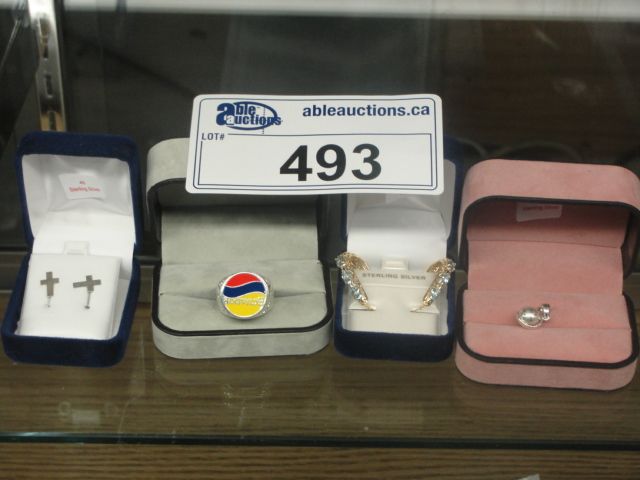 able auctions
ableauctions.ca
LOT#
493
Sterling Silver
STERLING SILVER